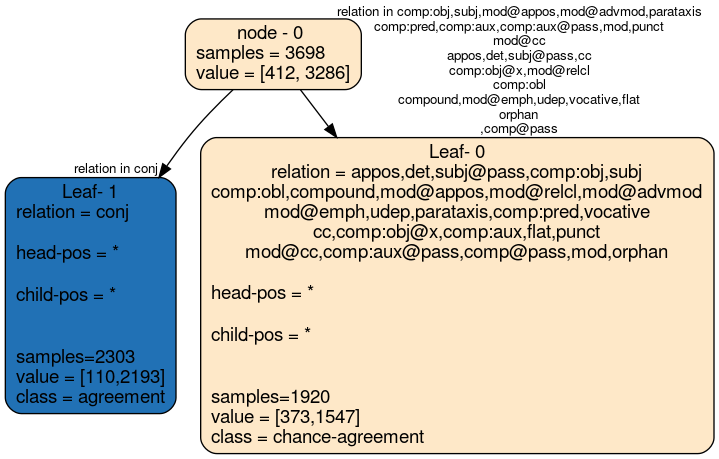 relation in comp:obj,subj,mod@appos,mod@advmod,parataxis
comp:pred,comp:aux,comp:aux@pass,mod,punct
mod@cc
appos,det,subj@pass,cc
comp:obj@x,mod@relcl
comp:obl
compound,mod@emph,udep,vocative,flat
orphan
,comp@pass
node - 0
samples = 3698
value = [412, 3286]
relation in conj
Leaf- 1
relation = conj
head-pos = *
child-pos = *
samples=2303
value = [110,2193]
class = agreement
Leaf- 0
relation = appos,det,subj@pass,comp:obj,subj
comp:obl,compound,mod@appos,mod@relcl,mod@advmod
mod@emph,udep,parataxis,comp:pred,vocative
cc,comp:obj@x,comp:aux,flat,punct
mod@cc,comp:aux@pass,comp@pass,mod,orphan
head-pos = *
child-pos = *
samples=1920
value = [373,1547]
class = chance-agreement